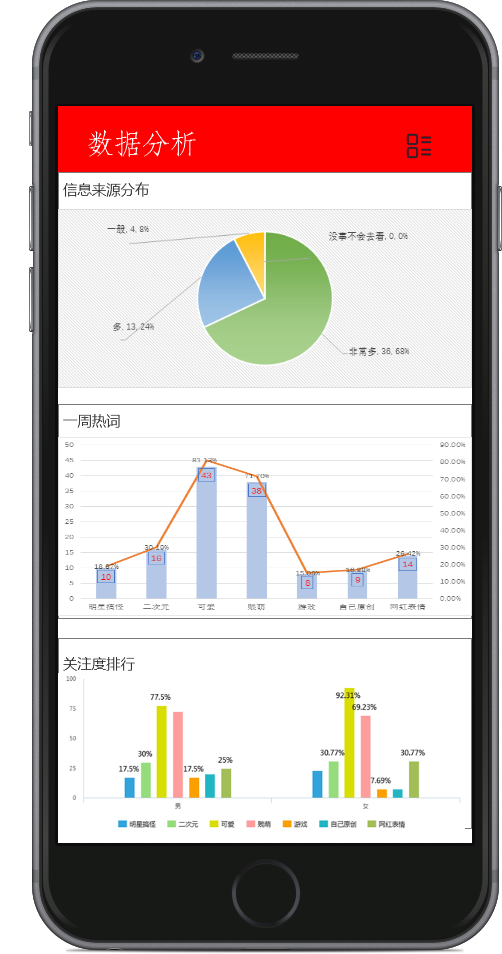 数据分析
信息来源分布
一般, 4, 8%
没事不会去看, 0, 0%
多, 13, 24%
非常多, 36, 68%
一周热词
50 90.00%
45 80.00%
40 70.00%
35 60.00%
30 50.00%
25 40.00%
20 30.00%
15 20.00%
10 10.00%
5 0.00%
0
81.13%
43
71.70%
38
30.19%
16
26.42%
14
18.87%
10
8
9
明星搞怪 二次元 可爱 贱萌 游戏 自己原创 网红表情
关注度排行
100
75
50
25
0
17.5% 30% 77.5% 17.5% 25%
30.77% 92.31% 69.23% 7.69% 30.77%
男 女
明星搞怪 二次元 可爱 贱萌 游戏 自己原创 网红表情